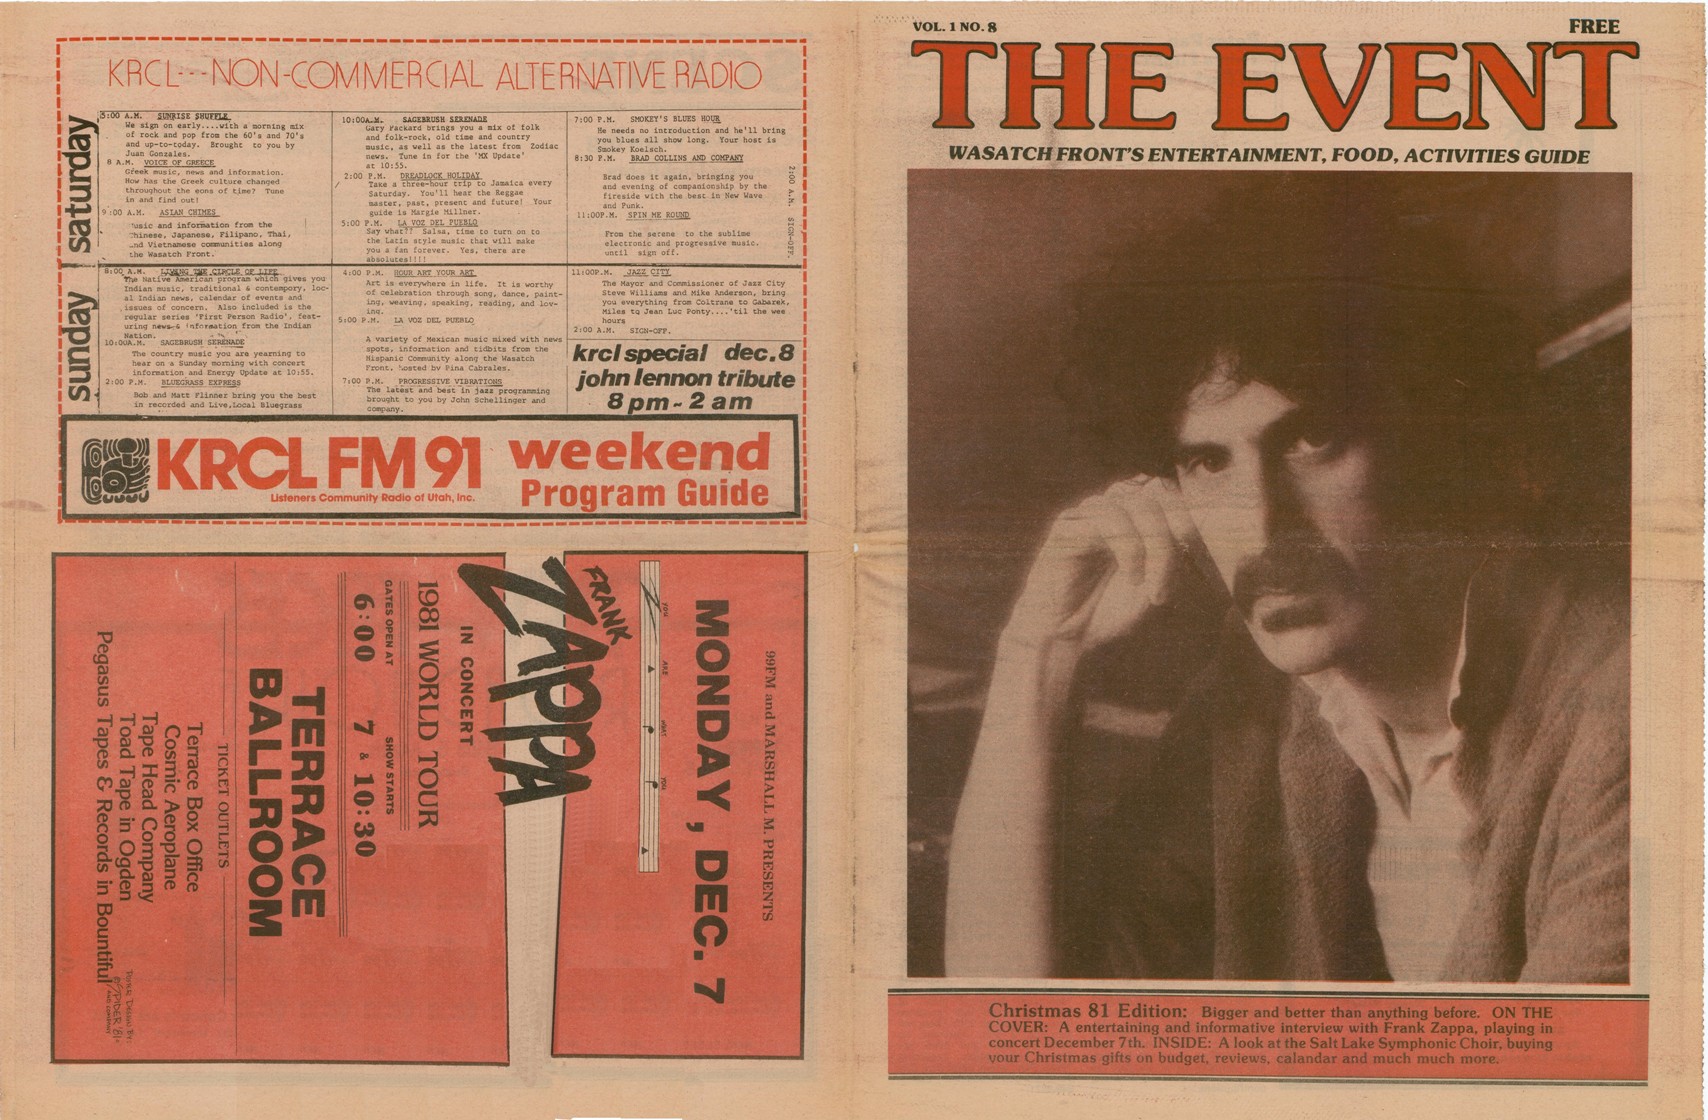 KRCL---NON-COMMERCIAL ALTERNATIVE RADIO
saturday
5:00 A.M. SUNRISE SHUFFLE
We sign on early....with a morning mix
of rock and pop from the 60's and 70's
and up-to-today. Brought to you by
Juan Gonzales.
8 A.M. VOICE OF GREECE
Greek music, news and information.
How has the Greek culture changed
throughout the eons of time? Tune
in and find out!
9:00 A.M. ASIAN CHIMES
Music and information from the
Chinese, Japanese, Filipano, Thai,
and Vietnamese communities along
the Wasatch Front.
10:00A.M. SAGEBRUSH SERENADE
Gary Packard brings you a mix of folk
and folk-rock, old time and country
music, as well as the latest from Zodiac
news. Tune in for the 'MX Update'
at 10:55.
2:00 P.M. DREADLOCK HOLIDAY
Take a three-hour trip to Jamaica every
Saturday. You'll hear the Reggae
master, past, present and future! Your
guide is Margie Millner.
5:00 P.M. LA VOZ DEL PUEBLO
Say what?? Salsa, time to turn on to
the Latin style music that will make
you a fan forever. Yes, there are
absolutes!!!!
7:00 P.M. SMOKEY'S BLUES HOUR
He needs no introduction and he'll bring
you blues all show long. Your host is
Smokey Koelsch.
8:30 P.M. BRAD COLLINS AND COMPANY
Brad does it again, bringing you
and evening of companionship by the
fireside with the best in New Wave
and Punk.
11:00P.M. SPIN ME ROUND
From the serene to the sublime
electronic and progressive music.
until sign off.
2:00 A.M. SIGN-OFF.
sunday
8:00 A.M. LIVING THE CIRCLE OF LIFE
The Native American program which gives you
Indian music, traditional & contempory, loc-
al Indian news, calendar of events and
issues of concern. Also included is the
regular series 'First Person Radio', feat-
uring news & information from the Indian
Nation.
10:00A.M. SAGEBRUSH SERENADE
The country music you are yearning to
hear on a Sunday morning with concert
information and Energy Update at 10:55.
2:00 P.M. BLUEGRASS EXPRESS
Bob and Matt Flinner bring you the best
in recorded and Live,Local Bluegrass
4:00 P.M. HOUR ART YOUR ART
Art is everywhere in life. It is worthy
of celebration through song, dance, paint-
ing, weaving, speaking, reading, and lov-
ing.
5:00 P.M. LA VOZ DEL PUEBLO
A variety of Mexican music mixed with news
spots, information and tidbits from the
Hispanic Community along the Wasatch
Front. hosted by Pina Cabrales.
7:00 P.M. PROGRESSIVE VIBRATIONS
The latest and best in jazz programming
brought to you by John Schellinger and
company.
11:00P.M. JAZZ CITY
The Mayor and Commissioner of Jazz City
Steve Williams and Mike Anderson, bring
you everything from Coltrane to Gabarek,
Miles to Jean Luc Ponty....'til the wee
hours
2:00 A.M. SIGN-OFF.
krcl special dec.8
john lennon tribute
8 pm - 2 am
KRCL FM 91
Listeners Community Radio of Utah, Inc.
weekend
Program Guide
99FM and MARSHALL M. PRESENTS
MONDAY, DEC. 7
YOU ARE WHAT YOU
FRANK
ZAPPA
IN CONCERT
1981 WORLD TOUR
GATES OPEN AT SHOW STARTS
6:00 7 & 10:30
TERRACE
BALLROOM
TICKET OUTLETS
Terrace Box Office
Cosmic Aeroplane
Tape Head Company
Toad Tape in Ogden
Pegasus Tapes & Records in Bountiful
SPIDER '81
AND COMPANY
VOL. 1 NO. 8
FREE
THE EVENT
WASATCH FRONT'S ENTERTAINMENT, FOOD, ACTIVITIES GUIDE
Christmas 81 Edition: Bigger and better than anything before. ON THE
COVER: A entertaining and informative interview with Frank Zappa, playing in
concert December 7th. INSIDE: A look at the Salt Lake Symphonic Choir, buying
your Christmas gifts on budget, reviews, calandar and much much more.